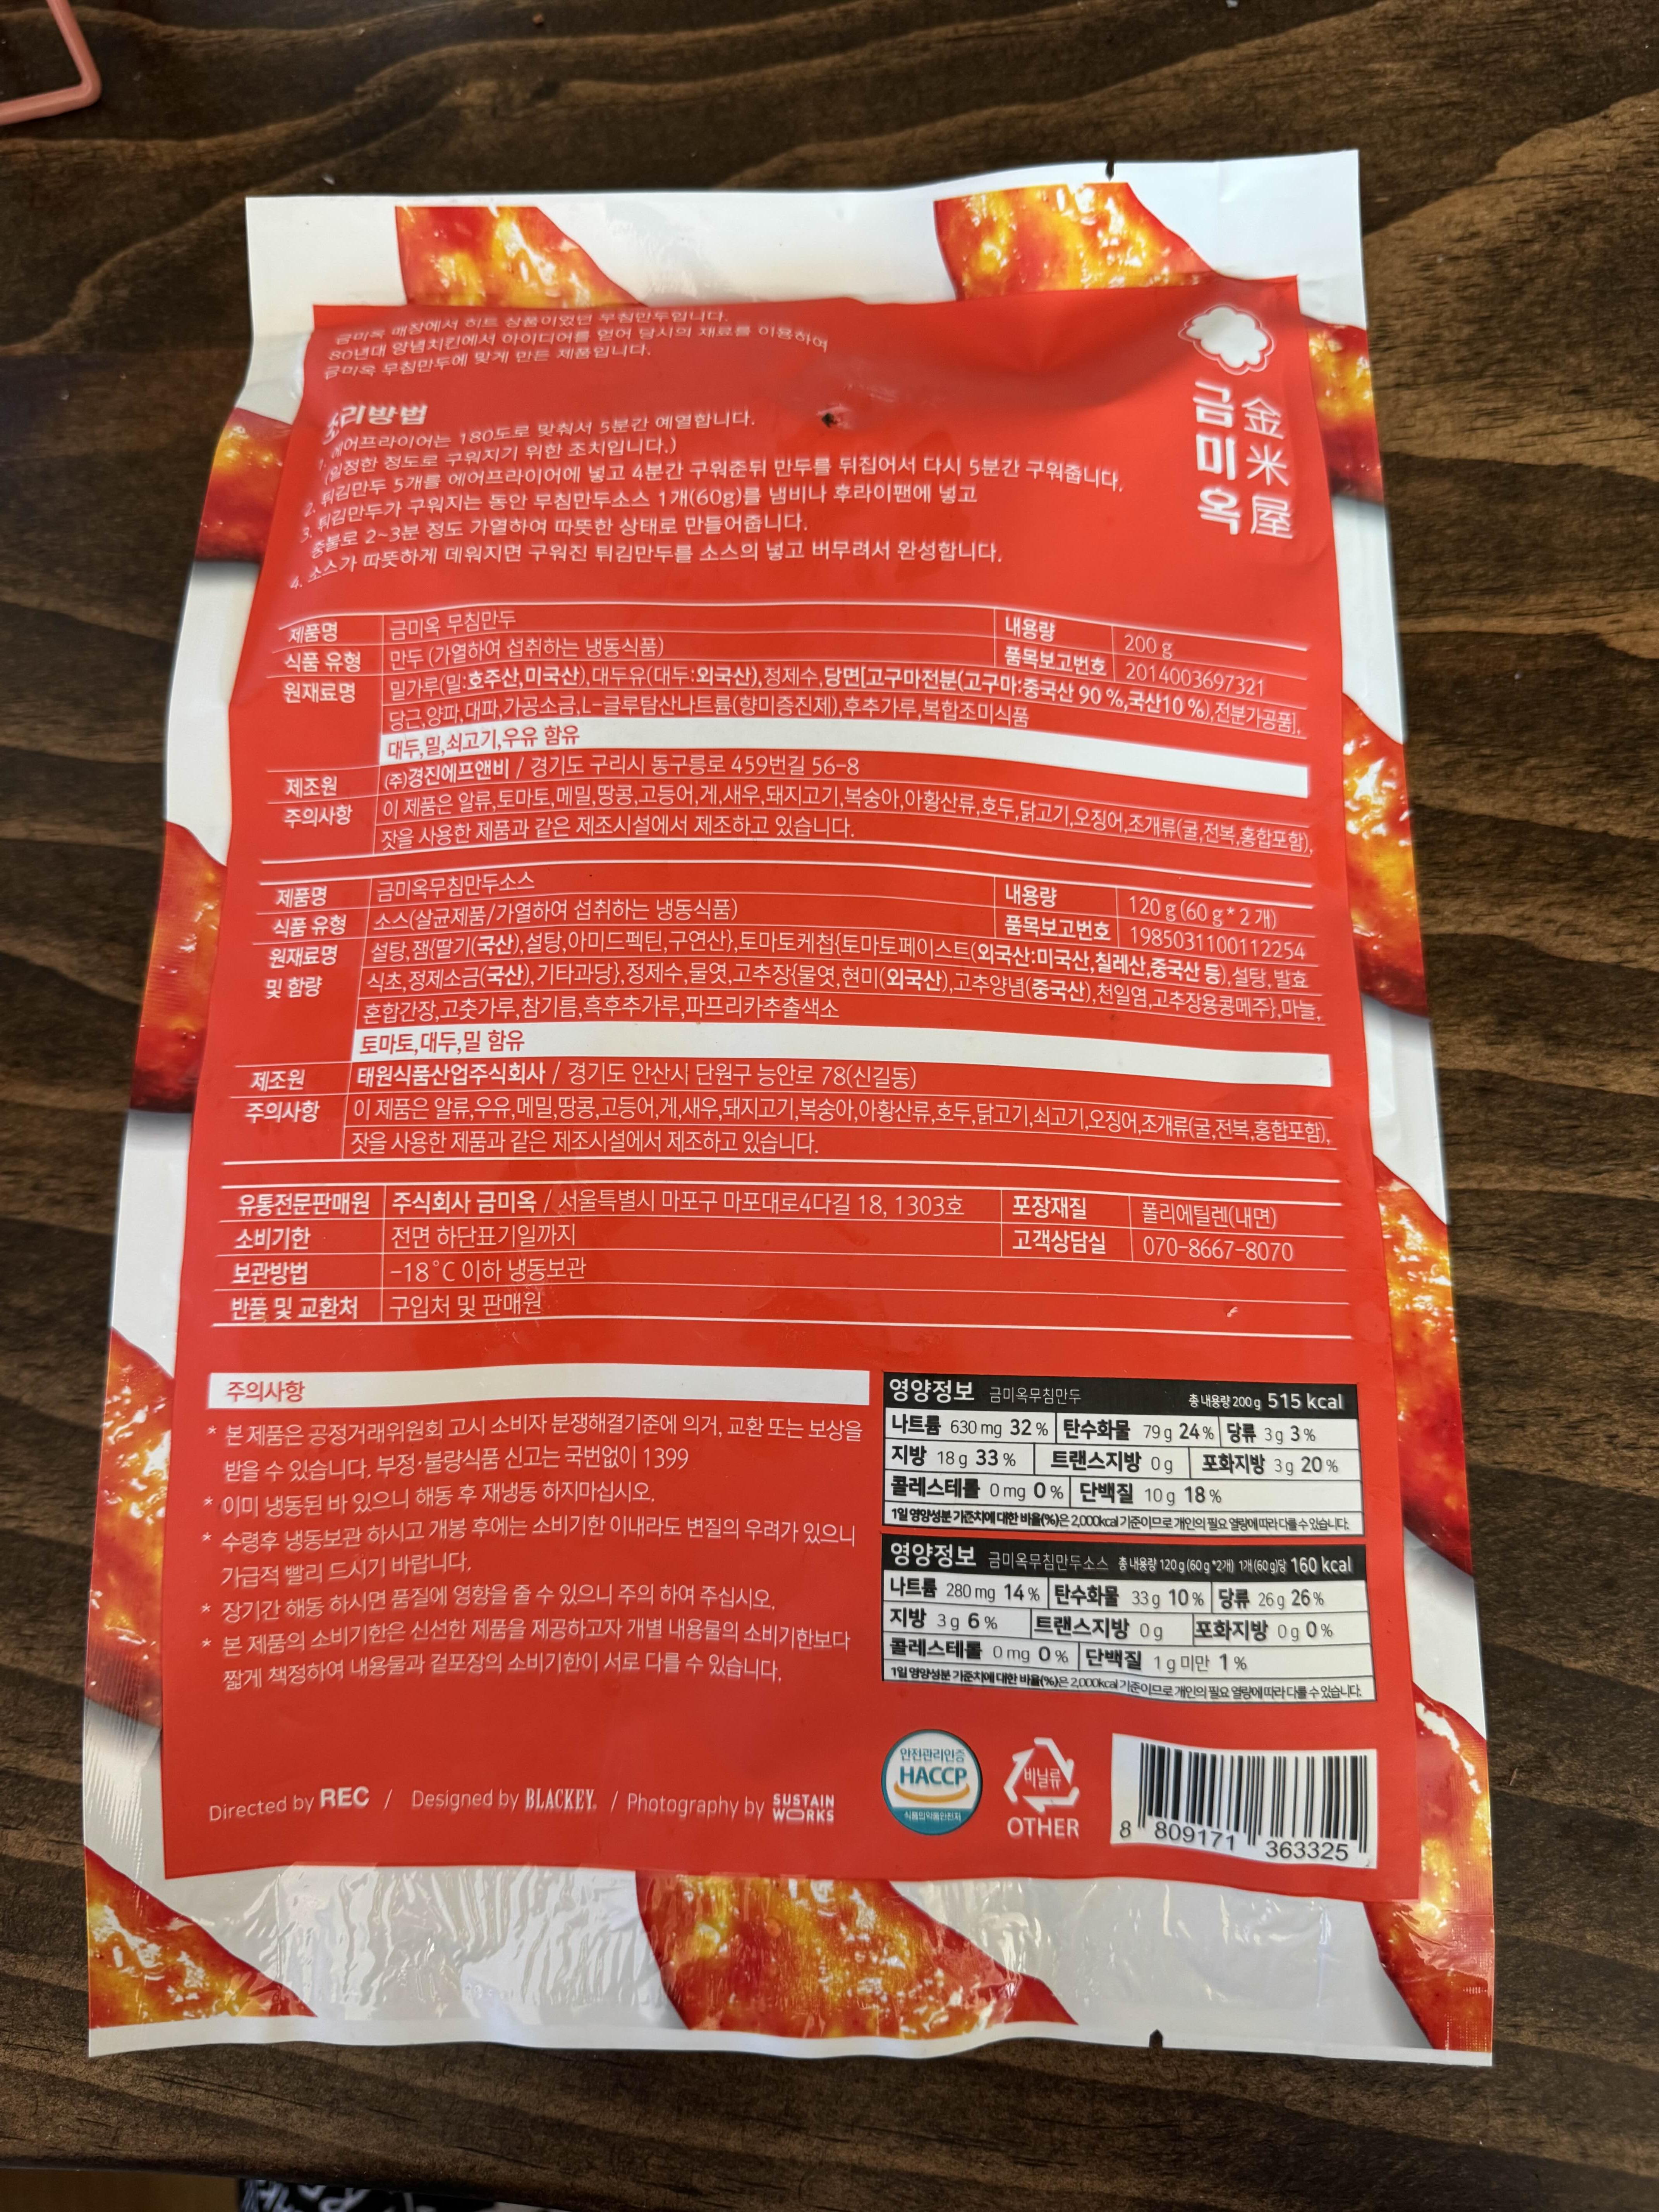 금미옥 매장에서 히트 상품이었던 무침만두입니다.
80년대 양념치킨에서 아이디어를 얻어 당시의 재료를 이용하여
금미옥 무침만두에 맞게 만든 제품입니다.
금미옥
金米屋
조리방법
1. 에어프라이어는 180도로 맞춰서 5분간 예열합니다.
(일정한 정도로 구워지기 위한 조치입니다.)
2. 튀김만두 5개를 에어프라이어에 넣고 4분간 구워준뒤 만두를 뒤집어서 다시 5분간 구워줍니다.
3. 튀김만두가 구워지는 동안 무침만두소스 1개(60g)를 냄비나 후라이팬에 넣고
중불로 2~3분 정도 가열하여 따뜻한 상태로 만들어줍니다.
4. 소스가 따뜻하게 데워지면 구워진 튀김만두를 소스의 넣고 버무려서 완성합니다.
제품명 금미옥 무침만두 내용량 200 g
식품 유형 만두 (가열하여 섭취하는 냉동식품) 품목보고번호 2014003697321
원재료명 밀가루(밀:호주산,미국산),대두유(대두:외국산),정제수,당면[고구마전분(고구마:중국산 90 %,국산10 %),전분가공품],
당근,양파,대파,가공소금,L-글루탐산나트륨(향미증진제),후추가루,복합조미식품
대두,밀,쇠고기,우유 함유
제조원 (주)경진에프앤비 / 경기도 구리시 동구릉로 459번길 56-8
주의사항 이 제품은 알류,토마토,메밀,땅콩,고등어,게,새우,돼지고기,복숭아,아황산류,호두,닭고기,오징어,조개류(굴,전복,홍합포함),
잣을 사용한 제품과 같은 제조시설에서 제조하고 있습니다.
제품명 금미옥무침만두소스 내용량 120 g (60 g * 2 개)
식품 유형 소스(살균제품/가열하여 섭취하는 냉동식품) 품목보고번호 1985031100112254
원재료명 설탕,잼{딸기(국산),설탕,아미드펙틴,구연산},토마토케첩{토마토페이스트(외국산:미국산,칠레산,중국산 등),설탕,발효
및 함량 식초,정제소금(국산),기타과당},정제수,물엿,고추장{물엿,현미(외국산),고추양념(중국산),천일염,고추장용콩메주},마늘,
혼합간장,고춧가루,참기름,흑후추가루,파프리카추출색소
토마토,대두,밀 함유
제조원 태원식품산업주식회사 / 경기도 안산시 단원구 능안로 78(신길동)
주의사항 이 제품은 알류,우유,메밀,땅콩,고등어,게,새우,돼지고기,복숭아,아황산류,호두,닭고기,쇠고기,오징어,조개류(굴,전복,홍합포함),
잣을 사용한 제품과 같은 제조시설에서 제조하고 있습니다.
유통전문판매원 주식회사 금미옥 / 서울특별시 마포구 마포대로4다길 18, 1303호 포장재질 폴리에틸렌(내면)
소비기한 전면 하단표기일까지 고객상담실 070-8667-8070
보관방법 -18°C 이하 냉동보관
반품 및 교환처 구입처 및 판매원
주의사항
* 본 제품은 공정거래위원회 고시 소비자 분쟁해결기준에 의거, 교환 또는 보상을
받을 수 있습니다. 부정·불량식품 신고는 국번없이 1399
* 이미 냉동된 바 있으니 해동 후 재냉동 하지마십시오.
* 수령후 냉동보관 하시고 개봉 후에는 소비기한 이내라도 변질의 우려가 있으니
가급적 빨리 드시기 바랍니다.
* 장기간 해동 하시면 품질에 영향을 줄 수 있으니 주의 하여 주십시오.
* 본 제품의 소비기한은 신선한 제품을 제공하고자 개별 내용물의 소비기한보다
짧게 책정하여 내용물과 겉포장의 소비기한이 서로 다를 수 있습니다.
영양정보 금미옥무침만두 총 내용량 200 g 515 kcal
나트륨 630 mg 32 % 탄수화물 79 g 24 % 당류 3 g 3 %
지방 18 g 33 % 트랜스지방 0 g 포화지방 3 g 20 %
콜레스테롤 0 mg 0 % 단백질 10 g 18 %
1일 영양성분 기준치에 대한 비율(%)은 2,000kcal 기준이므로 개인의 필요 열량에 따라 다를 수 있습니다.
영양정보 금미옥무침만두소스 총 내용량 120 g (60 g *2개) 1개 (60 g)당 160 kcal
나트륨 280 mg 14 % 탄수화물 33 g 10 % 당류 26 g 26 %
지방 3 g 6 % 트랜스지방 0 g 포화지방 0 g 0 %
콜레스테롤 0 mg 0 % 단백질 1 g 미만 1 %
1일 영양성분 기준치에 대한 비율(%)은 2,000kcal 기준이므로 개인의 필요 열량에 따라 다를 수 있습니다.
Directed by REC / Designed by BLACKEY. / Photography by SUSTAIN WORKS
안전관리인증
HACCP
식품의약품안전처
비닐류
OTHER
8 809171 363325